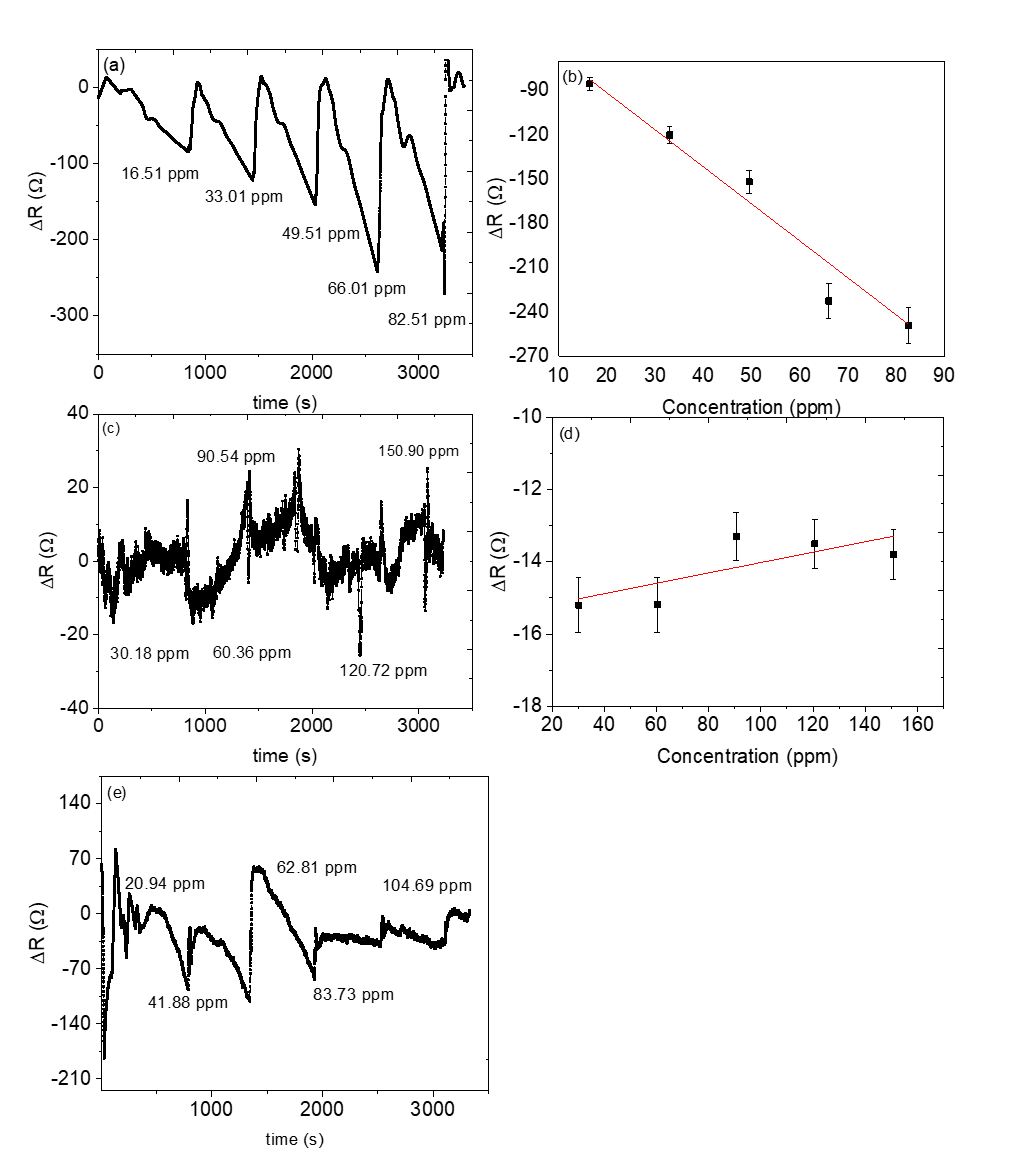 (a)
0
-100
-200
-300
ΔR (Ω)
16.51 ppm
33.01 ppm
49.51 ppm
66.01 ppm
82.51 ppm
0 1000 2000 3000
time (s)
(b)
-90
-120
-150
-180
-210
-240
-270
ΔR (Ω)
10 20 30 40 50 60 70 80 90
Concentration (ppm)
(c)
40
20
0
-20
-40
ΔR (Ω)
90.54 ppm
150.90 ppm
30.18 ppm
60.36 ppm
120.72 ppm
0 1000 2000 3000
time (s)
(d)
-10
-12
-14
-16
-18
ΔR (Ω)
20 40 60 80 100 120 140 160
Concentration (ppm)
(e)
140
70
0
-70
-140
-210
ΔR (Ω)
20.94 ppm
62.81 ppm
104.69 ppm
41.88 ppm
83.73 ppm
1000 2000 3000
time (s)